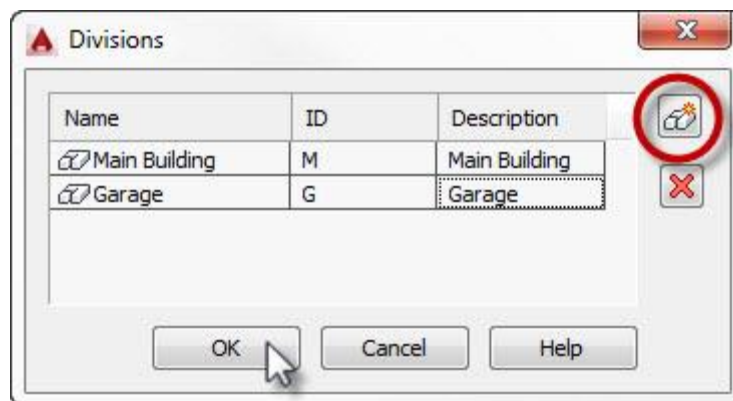 Divisions
Name ID Description
Main Building M Main Building
Garage G Garage
OK Cancel Help